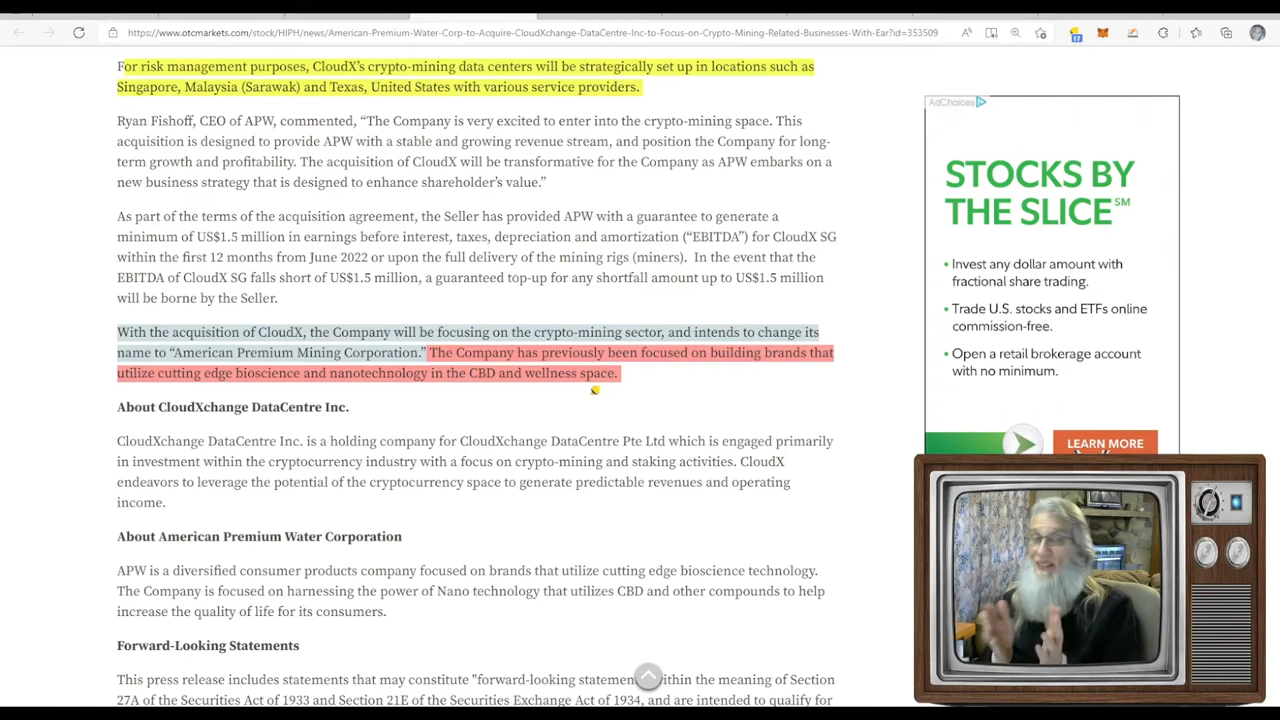 https://www.otcmarkets.com/stock/HIPH/news/American-Premium-Water-Corp-to-Acquire-CloudXchange-DataCentre-Inc-to-Focus-on-Crypto-Mining-Related-Businesses-With-Ear?id=353509
For risk management purposes, CloudX's crypto-mining data centers will be strategically set up in locations such as
Singapore, Malaysia (Sarawak) and Texas, United States with various service providers.
Ryan Fishoff, CEO of APW, commented, "The Company is very excited to enter into the crypto-mining space. This
acquisition is designed to provide APW with a stable and growing revenue stream, and position the Company for long-
term growth and profitability. The acquisition of CloudX will be transformative for the Company as APW embarks on a
new business strategy that is designed to enhance shareholder's value."
As part of the terms of the acquisition agreement, the Seller has provided APW with a guarantee to generate a
minimum of US$1.5 million in earnings before interest, taxes, depreciation and amortization ("EBITDA") for CloudX SG
within the first 12 months from June 2022 or upon the full delivery of the mining rigs (miners).  In the event that the
EBITDA of CloudX SG falls short of US$1.5 million, a guaranteed top-up for any shortfall amount up to US$1.5 million
will be borne by the Seller.
With the acquisition of CloudX, the Company will be focusing on the crypto-mining sector, and intends to change its
name to "American Premium Mining Corporation." The Company has previously been focused on building brands that
utilize cutting edge bioscience and nanotechnology in the CBD and wellness space.
About CloudXchange DataCentre Inc.
CloudXchange DataCentre Inc. is a holding company for CloudXchange DataCentre Pte Ltd which is engaged primarily
in investment within the cryptocurrency industry with a focus on crypto-mining and staking activities. CloudX
endeavors to leverage the potential of the cryptocurrency space to generate predictable revenues and operating
income.
About American Premium Water Corporation
APW is a diversified consumer products company focused on brands that utilize cutting edge bioscience technology.
The Company is focused on harnessing the power of Nano technology that utilizes CBD and other compounds to help
increase the quality of life for its consumers.
Forward-Looking Statements
This press release includes statements that may constitute "forward-looking statemen within the meaning of Section
27A of the Securities Act of 1933 and Section 21E of the Securities Exchange Act of 1934, and are intended to qualify for
AdChoices
STOCKS BY
THE SLICE℠
• Invest any dollar amount with
fractional share trading.
• Trade U.S. stocks and ETFs online
commission-free.
• Open a retail brokerage account
with no minimum.
LEARN MORE